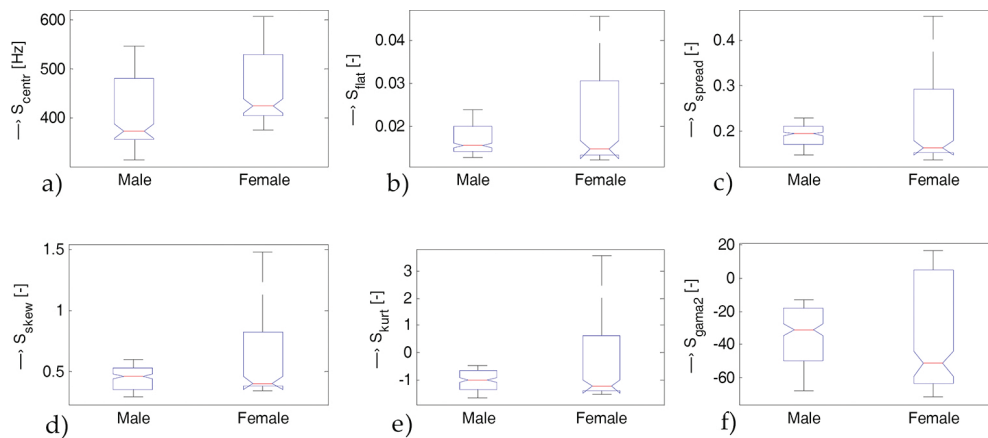 600
500
400
—> S_centr [Hz]
Male Female
a)
0.04
0.03
0.02
—> S_flat [-]
Male Female
b)
0.4
0.2
—> S_spread [-]
Male Female
c)
1.5
1
0.5
—> S_skew [-]
Male Female
d)
3
2
1
0
-1
—> S_kurt [-]
Male Female
e)
20
0
-20
-40
-60
—> S_gama2 [-]
Male Female
f)